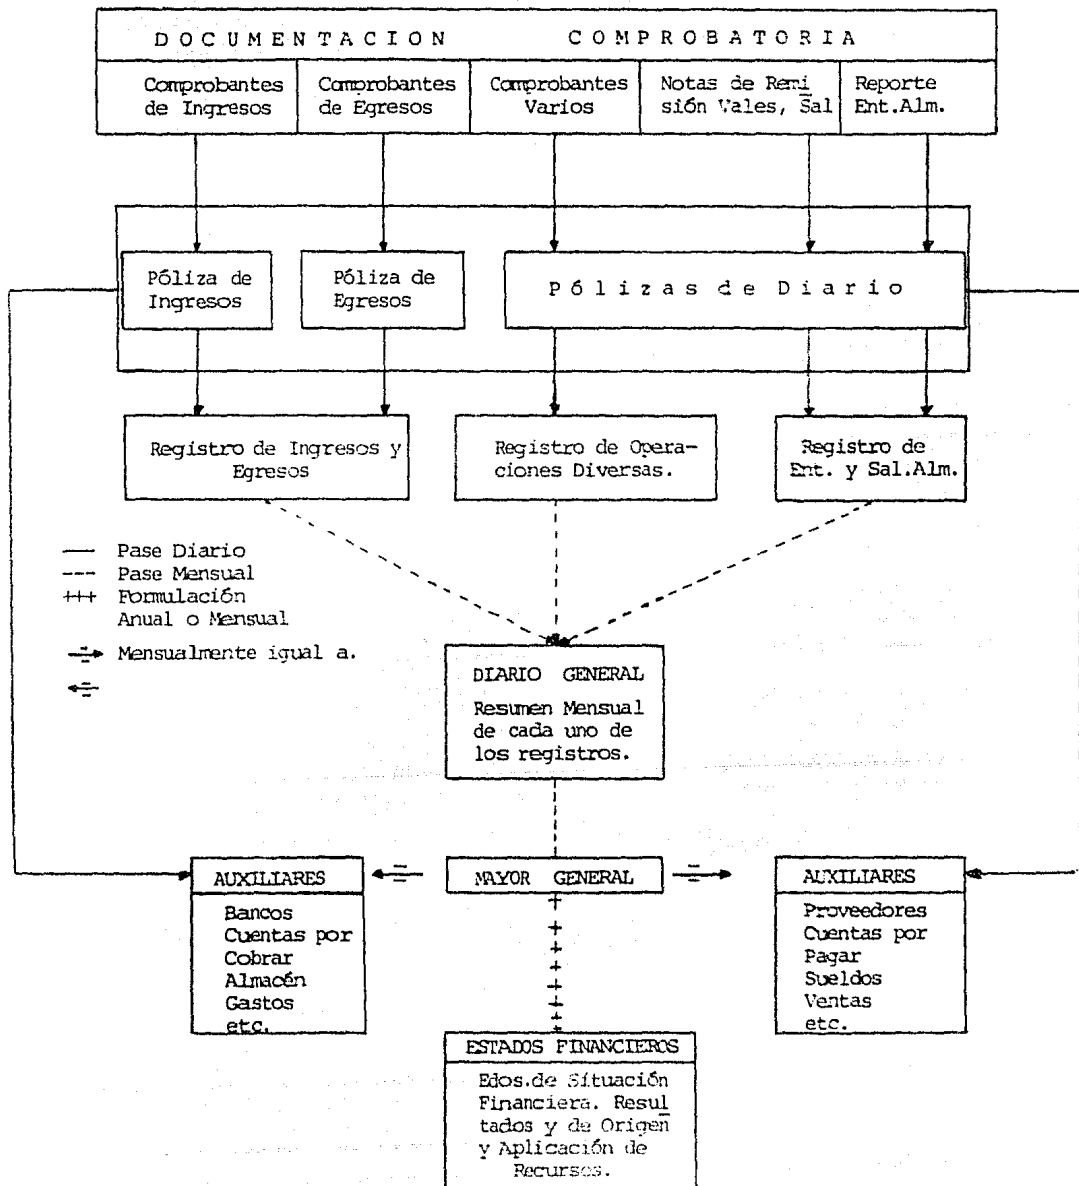 DOCUMENTACION COMPROBATORIA
Comprobantes
de Ingresos
Comprobantes
de Egresos
Comprobantes
Varios
Notas de Remi
sión Vales, Sal
Reporte
Ent.Alm.
Póliza de
Ingresos
Póliza de
Egresos
Pólizas de Diario
Registro de Ingresos y
Egresos
Registro de Opera-
ciones Diversas.
Registro de
Ent. y Sal.Alm.
Pase Diario
Pase Mensual
Formulación
Anual o Mensual
Mensualmente igual a.
DIARIO GENERAL
Resumen Mensual
de cada uno de
los registros.
AUXILIARES
Bancos
Cuentas por
Cobrar
Almacén
Gastos
etc.
MAYOR GENERAL
AUXILIARES
Proveedores
Cuentas por
Pagar
Sueldos
Ventas
etc.
ESTADOS FINANCIEROS
Edos.de Situación
Financiera. Resul
tados y de Origen
y Aplicación de
Recursos.